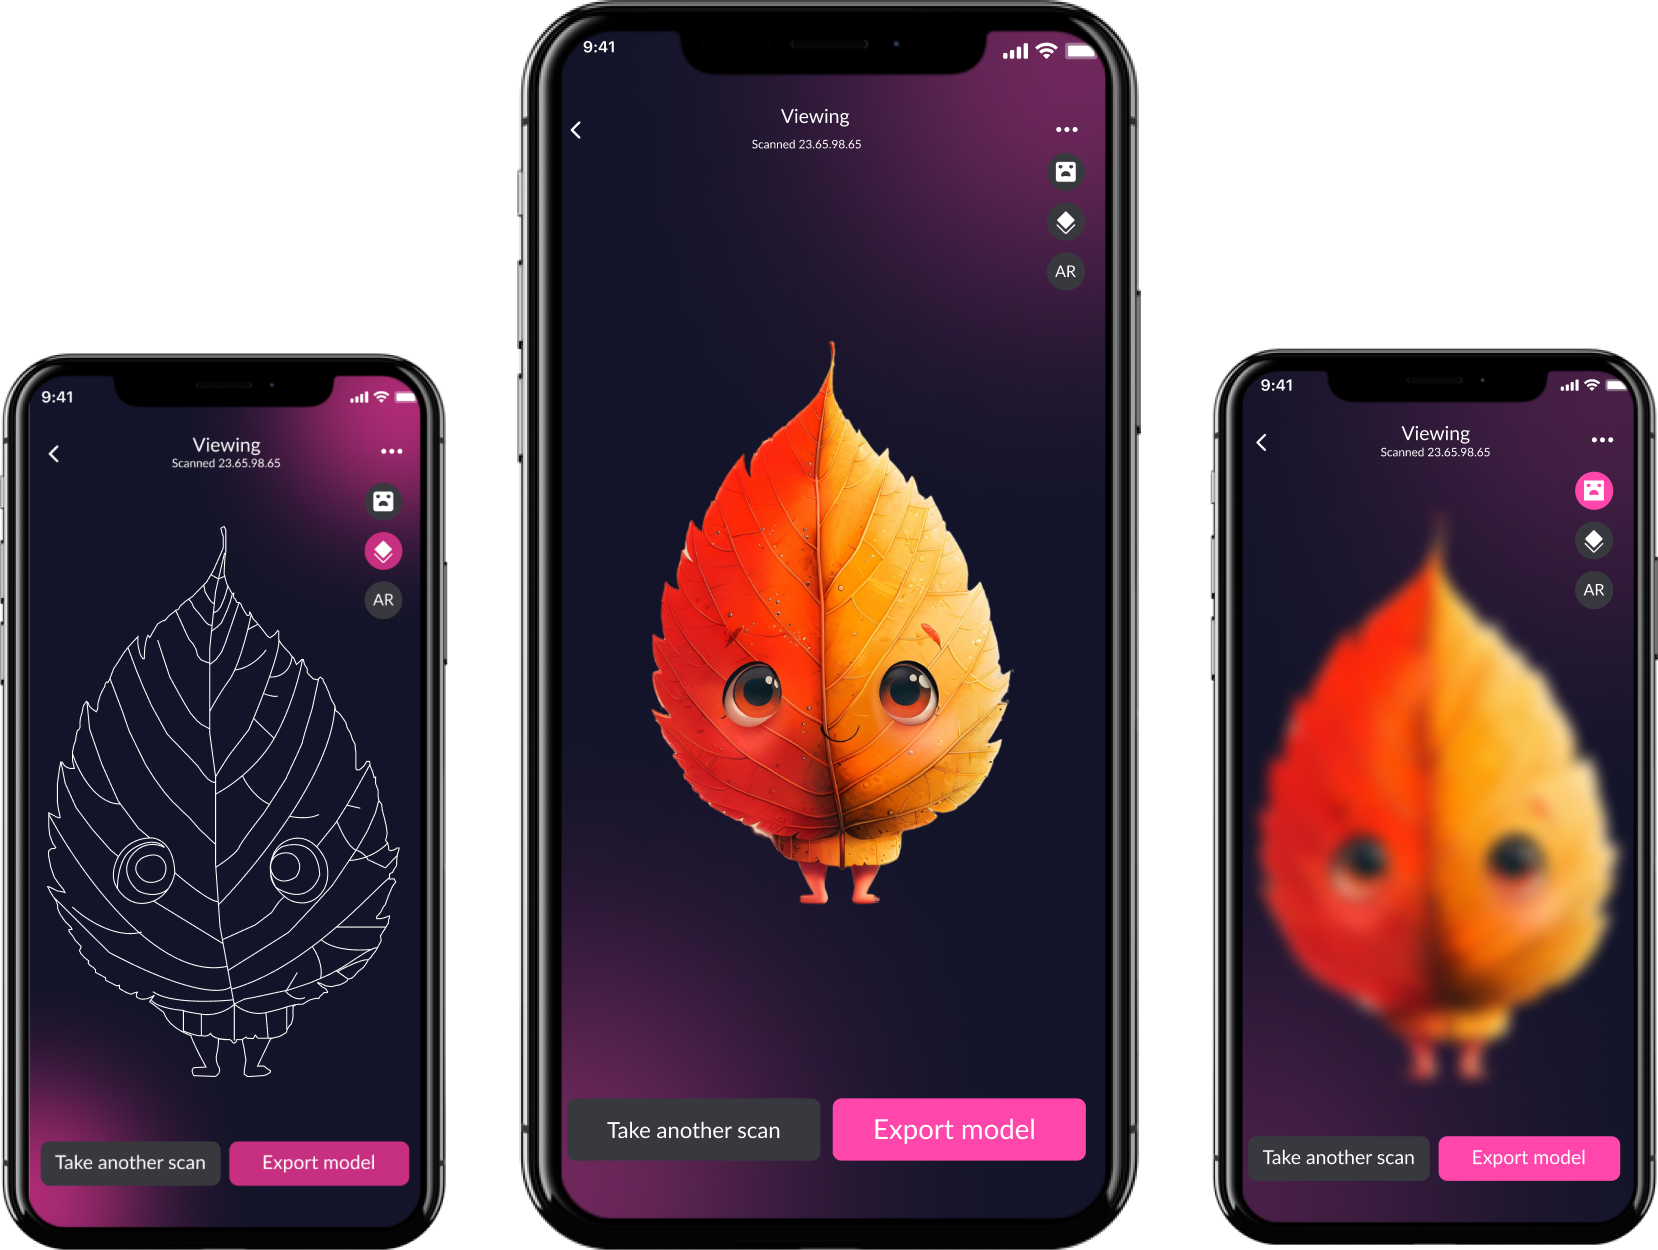 9:41
Viewing
Scanned 23.65.98.65
AR
Take another scan
Export model
9:41
Viewing
Scanned 23.65.98.65
AR
Take another scan
Export model
9:41
Viewing
Scanned 23.65.98.65
AR
Take another scan
Export model